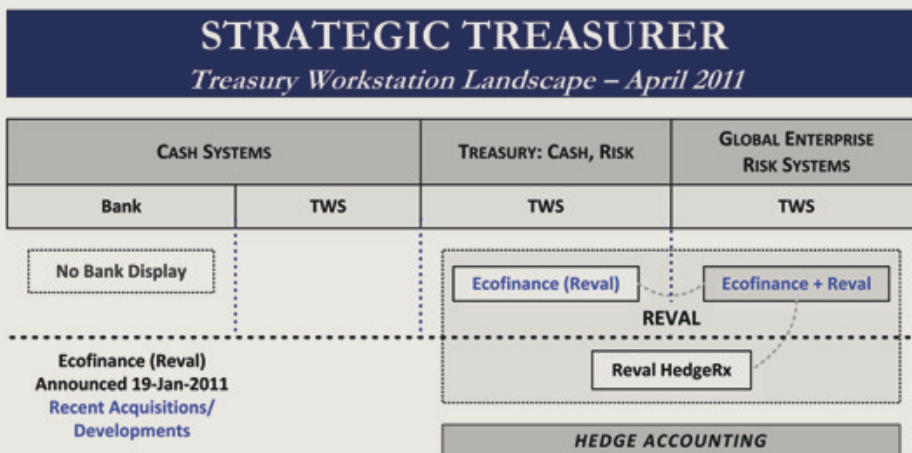 STRATEGIC TREASURER
Treasury Workstation Landscape – April 2011
CASH SYSTEMS
TREASURY: CASH, RISK
GLOBAL ENTERPRISE
RISK SYSTEMS
Bank
TWS
TWS
TWS
No Bank Display
Ecofinance (Reval)
Ecofinance + Reval
REVAL
Ecofinance (Reval)
Announced 19-Jan-2011
Recent Acquisitions/
Developments
Reval HedgeRx
HEDGE ACCOUNTING